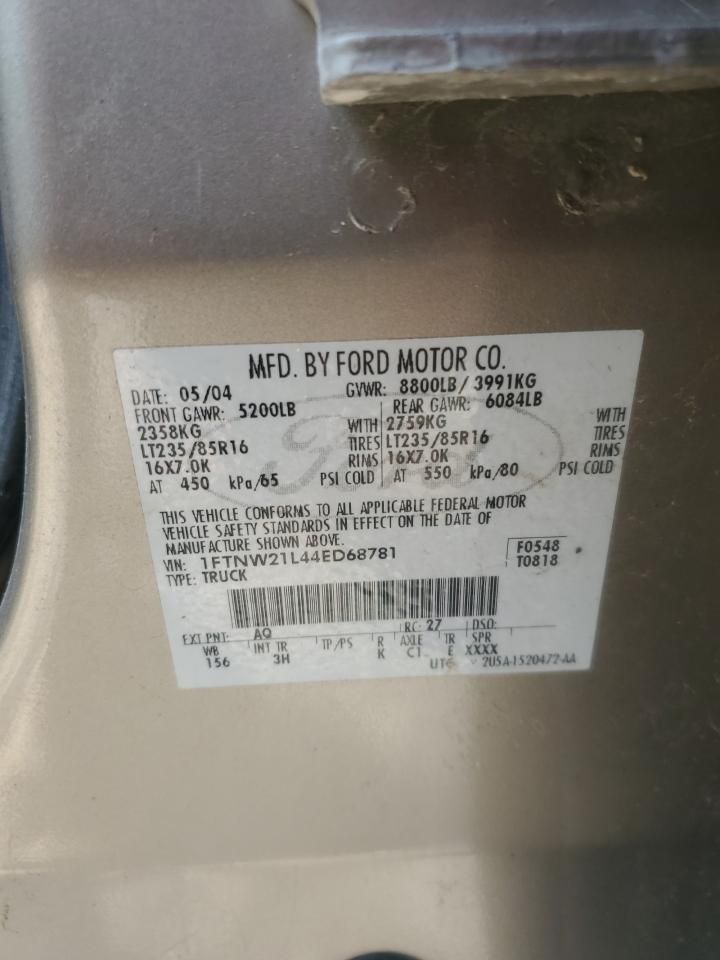 MFD. BY FORD MOTOR CO.
DATE: 05/04 GVWR: 8800LB/ 3991KG
FRONT GAWR: 5200LB REAR GAWR: 6084LB
2358KG WITH 2759KG WITH
LT235/85R16 TIRES LT235/85R16 TIRES
16X7.0K RIMS 16X7.0K RIMS
AT 450 kPa/65 PSI COLD AT 550 kPa/80 PSI COLD
THIS VEHICLE CONFORMS TO ALL APPLICABLE FEDERAL MOTOR
VEHICLE SAFETY STANDARDS IN EFFECT ON THE DATE OF
MANUFACTURE SHOWN ABOVE.
VIN: 1FTNW21L44ED68781 F0548
TYPE: TRUCK T0818
EXT PNT: AQ RC: 27 DSO:
WB INT TR TP/PS R AXLE TR SPR
156 3H K C1 E XXXX
2U5A-1520472-AA